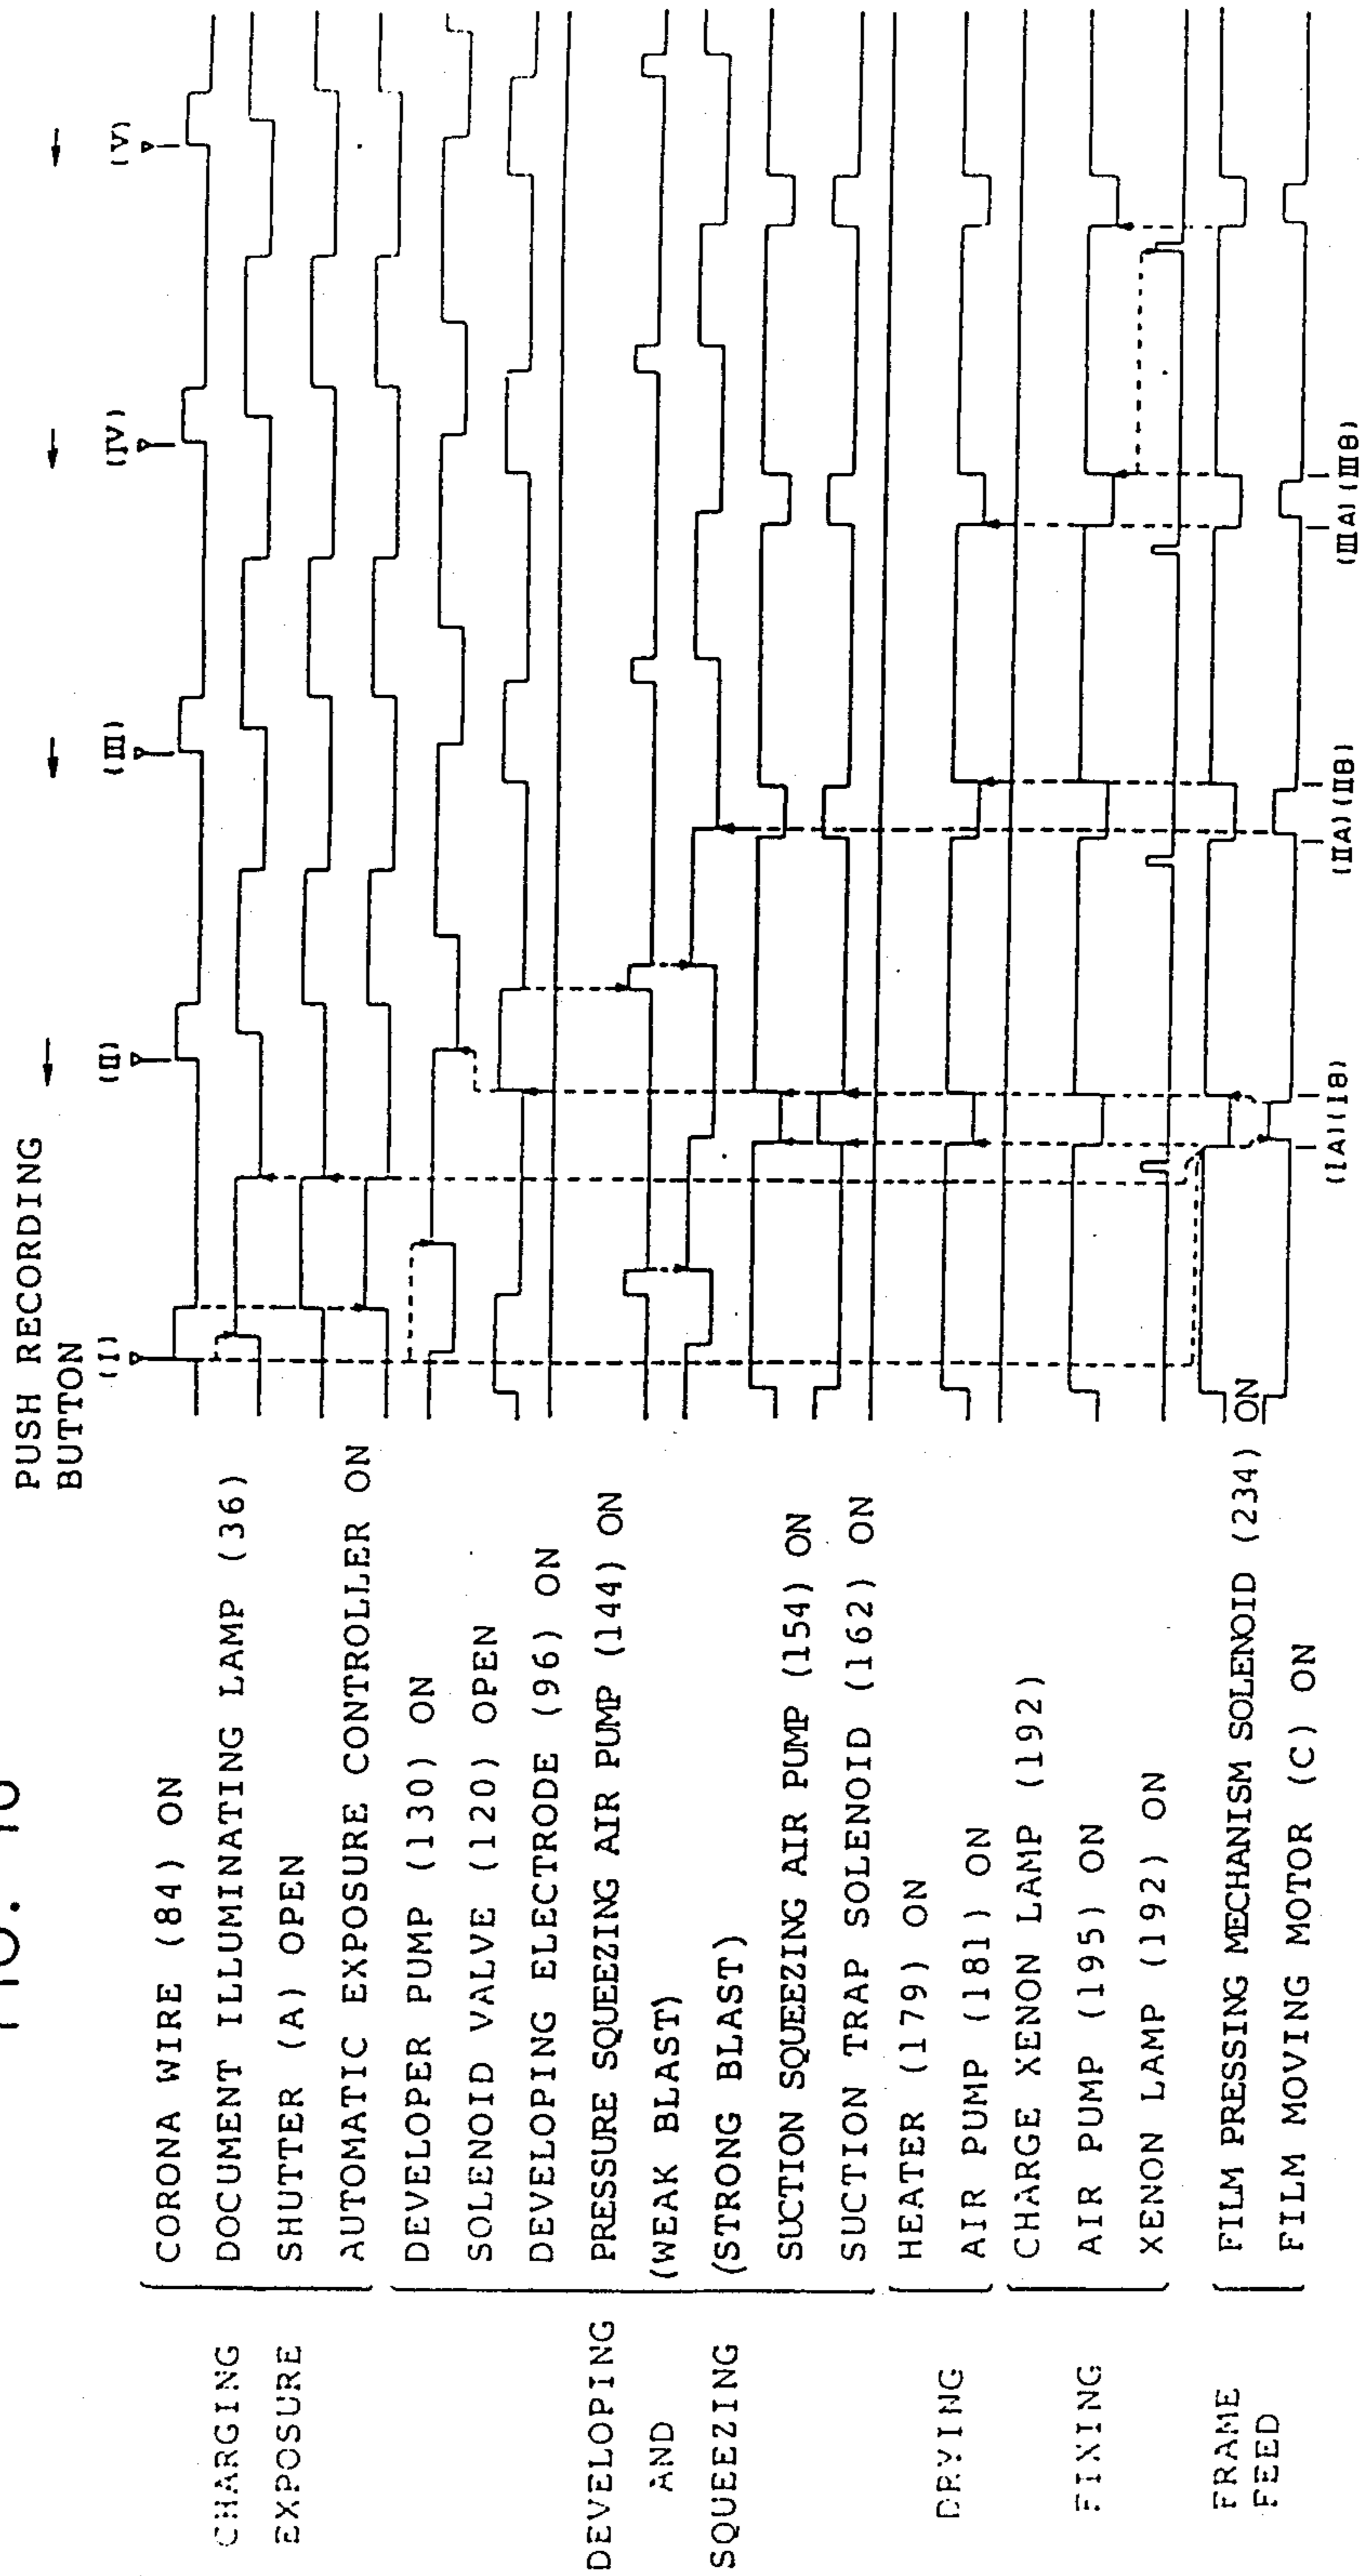 FIG. 10
PUSH RECORDING
BUTTON
(I)
(II)
(III)
(IV)
(V)
CHARGING
EXPOSURE
CORONA WIRE (84) ON
DOCUMENT ILLUMINATING LAMP (36)
SHUTTER (A) OPEN
AUTOMATIC EXPOSURE CONTROLLER ON
DEVELOPING
AND
SQUEEZING
DEVELOPER PUMP (130) ON
SOLENOID VALVE (120) OPEN
DEVELOPING ELECTRODE (96) ON
PRESSURE SQUEEZING AIR PUMP (144) ON
(WEAK BLAST)
(STRONG BLAST)
SUCTION SQUEEZING AIR PUMP (154) ON
SUCTION TRAP SOLENOID (162) ON
DRYING
HEATER (179) ON
AIR PUMP (181) ON
FIXING
CHARGE XENON LAMP (192)
AIR PUMP (195) ON
XENON LAMP (192) ON
FRAME
FEED
FILM PRESSING MECHANISM SOLENOID (234) ON
FILM MOVING MOTOR (C) ON
(IA) (IB)
(IIA) (IIB)
(IIIA) (IIIB)